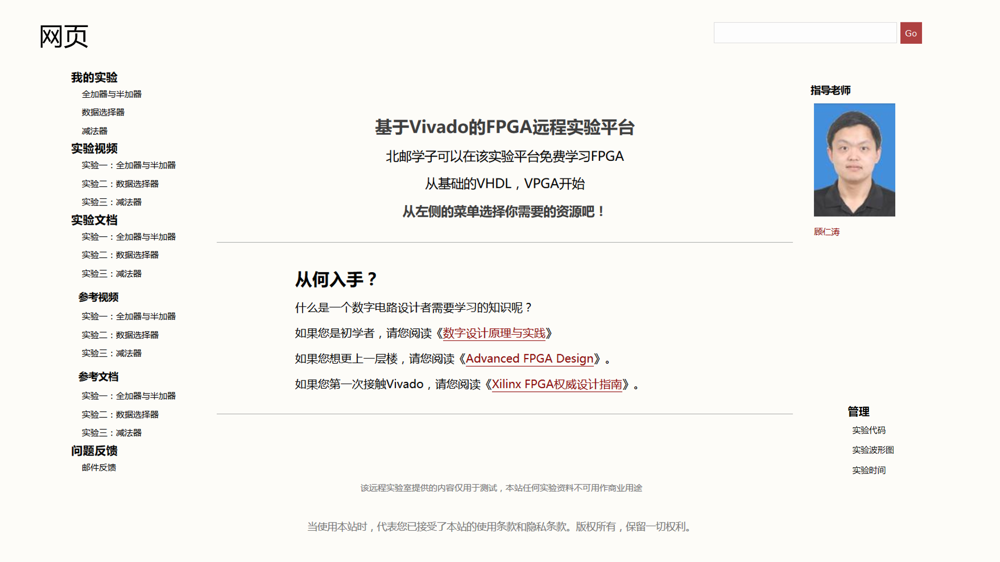 网页
Go
我的实验
全加器与半加器
数据选择器
减法器
实验视频
实验一：全加器与半加器
实验二：数据选择器
实验三：减法器
实验文档
实验一：全加器与半加器
实验二：数据选择器
实验三：减法器
参考视频
实验一：全加器与半加器
实验二：数据选择器
实验三：减法器
参考文档
实验一：全加器与半加器
实验二：数据选择器
实验三：减法器
问题反馈
邮件反馈
基于Vivado的FPGA远程实验平台
北邮学子可以在该实验平台免费学习FPGA
从基础的VHDL，VPGA开始
从左侧的菜单选择你需要的资源吧！
从何入手？
什么是一个数字电路设计者需要学习的知识呢？
如果您是初学者，请您阅读《数字设计原理与实践》
如果您想更上一层楼，请您阅读《Advanced FPGA Design》。
如果您第一次接触Vivado，请您阅读《Xilinx FPGA权威设计指南》。
指导老师
顾仁涛
管理
实验代码
实验波形图
实验时间
该远程实验室提供的内容仅用于测试，本站任何实验资料不可用作商业用途
当使用本站时，代表您已接受了本站的使用条款和隐私条款。版权所有，保留一切权利。